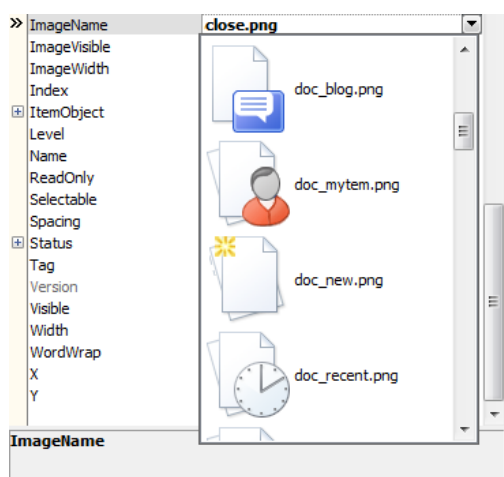 ImageName close.png
ImageVisible
ImageWidth
Index
ItemObject
Level
Name
ReadOnly
Selectable
Spacing
Status
Tag
Version
Visible
Width
WordWrap
X
Y
doc_blog.png
doc_mytem.png
doc_new.png
doc_recent.png
ImageName